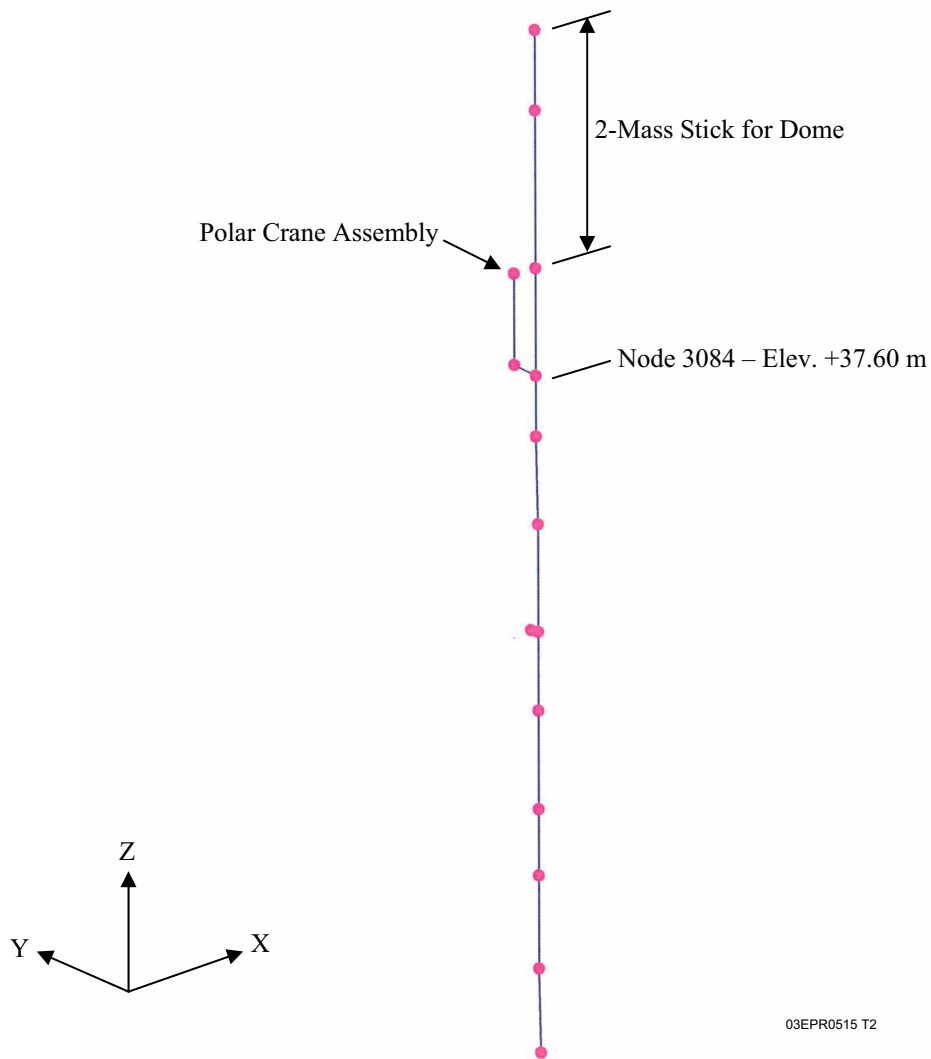 2-Mass Stick for Dome
Polar Crane Assembly
Node 3084 – Elev. +37.60 m
Z
Y
X
03EPR0515 T2